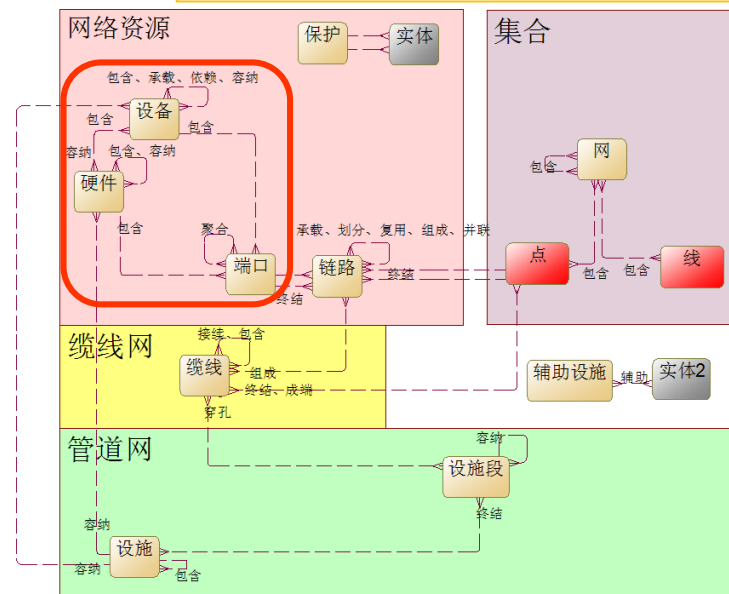 网络资源
集合
保护
实体
包含、承载、依赖、容纳
设备
包含
包含
容纳
包含、容纳
网
包含
硬件
包含
聚合
承载、划分、复用、组成、并联
端口
链路
终结
点
线
终结
包含
包含
缆线网
接续、包含
缆线
组成
终结、成端
穿孔
辅助设施
辅助
实体2
管道网
容纳
设施段
终结
容纳
设施
容纳
包含